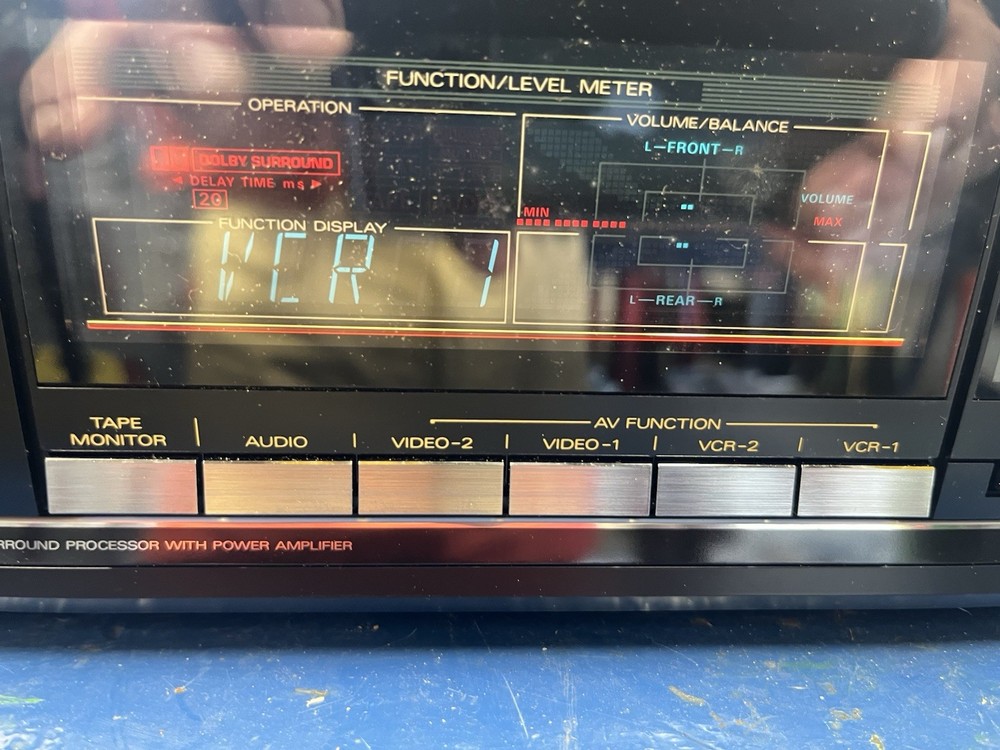 FUNCTION/LEVEL METER
OPERATION
VOLUME/BALANCE
L-FRONT-R
DOLBY SURROUND
◄ DELAY TIME ms ►
20
VOLUME
MIN
MAX
FUNCTION DISPLAY
VCR 1
L-REAR-R
TAPE MONITOR
AUDIO
AV FUNCTION
VIDEO-2
VIDEO-1
VCR-2
VCR-1
RROUND PROCESSOR WITH POWER AMPLIFIER